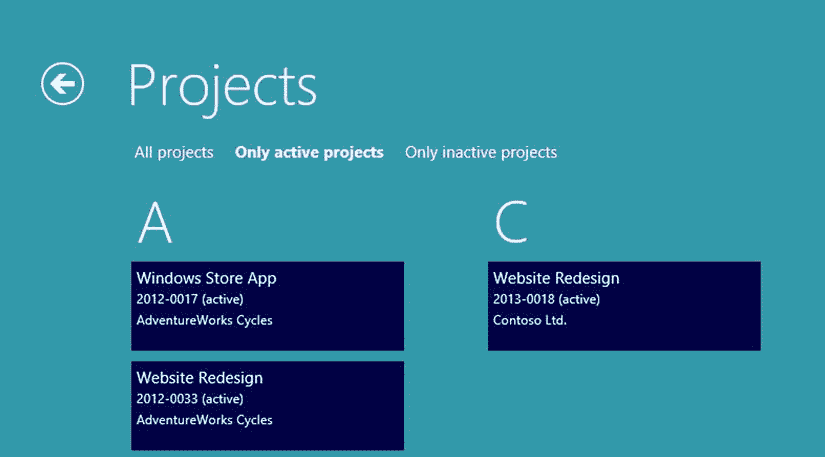 Projects
All projects Only active projects Only inactive projects
A
Windows Store App
2012-0017 (active)
AdventureWorks Cycles
Website Redesign
2012-0033 (active)
AdventureWorks Cycles
C
Website Redesign
2013-0018 (active)
Contoso Ltd.